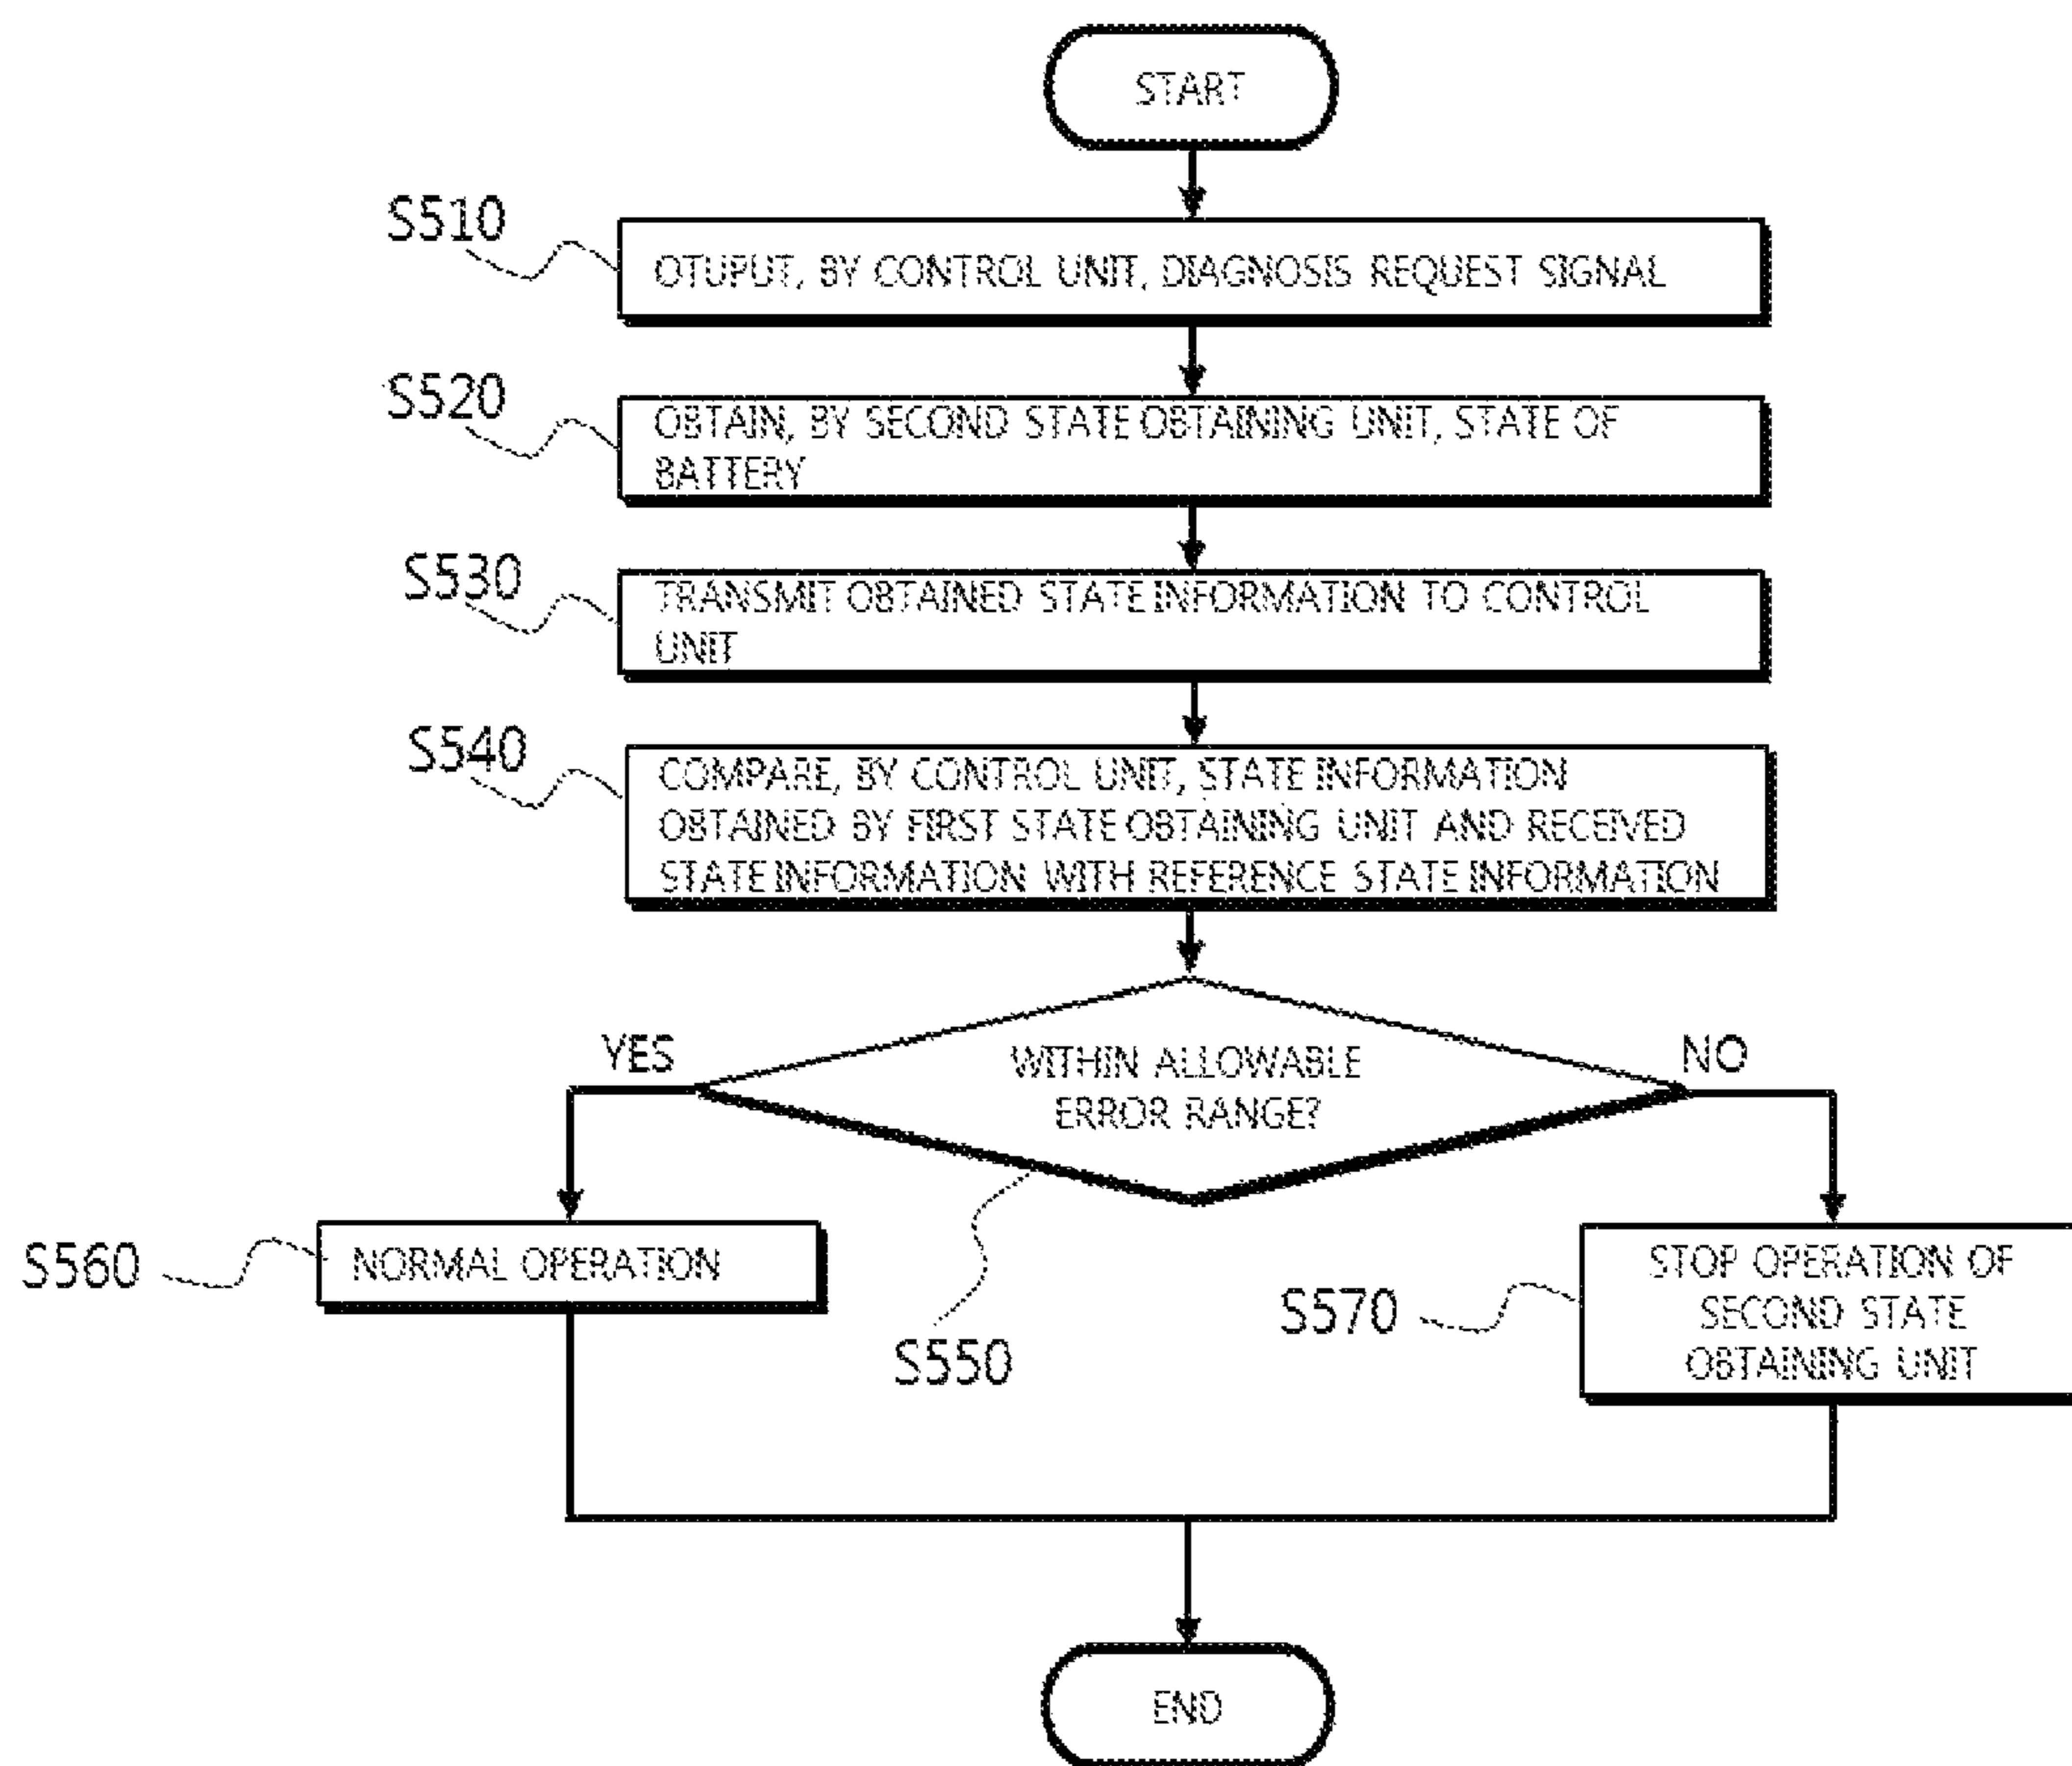 START
S510
OTUPUT, BY CONTROL UNIT, DIAGNOSIS REQUEST SIGNAL
S520
OBTAIN, BY SECOND STATE OBTAINING UNIT, STATE OF
BATTERY
S530
TRANSMIT OBTAINED STATE INFORMATION TO CONTROL
UNIT
S540
COMPARE, BY CONTROL UNIT, STATE INFORMATION
OBTAINED BY FIRST STATE OBTAINING UNIT AND RECEIVED
STATE INFORMATION WITH REFERENCE STATE INFORMATION
YES
WITHIN ALLOWABLE
ERROR RANGE?
NO
S550
S560
NORMAL OPERATION
S570
STOP OPERATION OF
SECOND STATE
OBTAINING UNIT
END